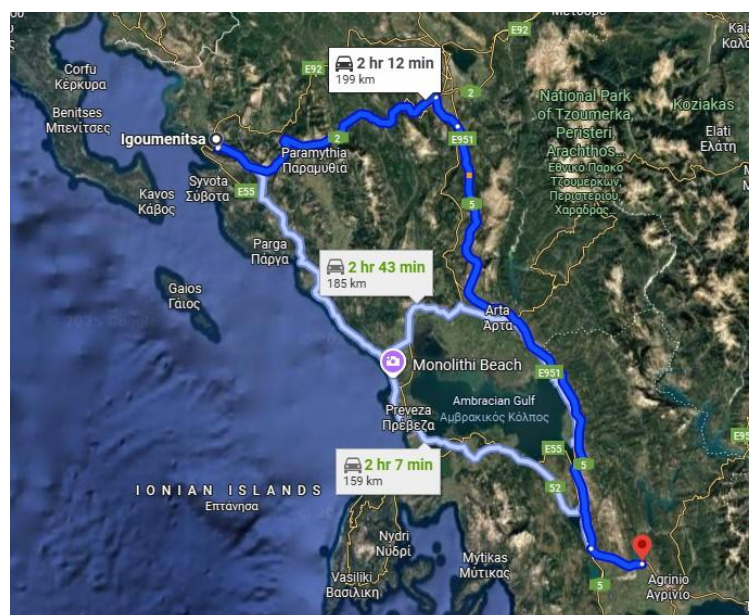 Μέτσοβο
E92
Κορυφή
Corfu
Κέρκυρα
2 hr 12 min
199 km
E92
2
Καλα
Benitses
Μπενίτσες
National Park
of Tzoumerka,
Peristeri,
Arachthos...
Εθνικό Πάρκο
Τζουμέρκων,
Περιστερίου,
Χαράδρας...
Koziakas
Igoumenitsa
2
E951
Elati
Ελάτη
Paramythia
Παραμυθιά
Syvota
Σύβοτα
E55
Kavos
Κάβος
5
Parga
Πάργα
2 hr 43 min
185 km
Gaios
Γάιος
Arta
Άρτα
Monolithi Beach
E951
Ambracian Gulf
Αμβρακικός Κόλπος
Preveza
Πρέβεζα
E55
5
2 hr 7 min
159 km
52
IONIAN ISLANDS
Επτάνησα
Nydri
Νυδρί
Mytikas
Μύτικας
Vasiliki
Βασιλική
5
Agrinio
Αγρίνιο